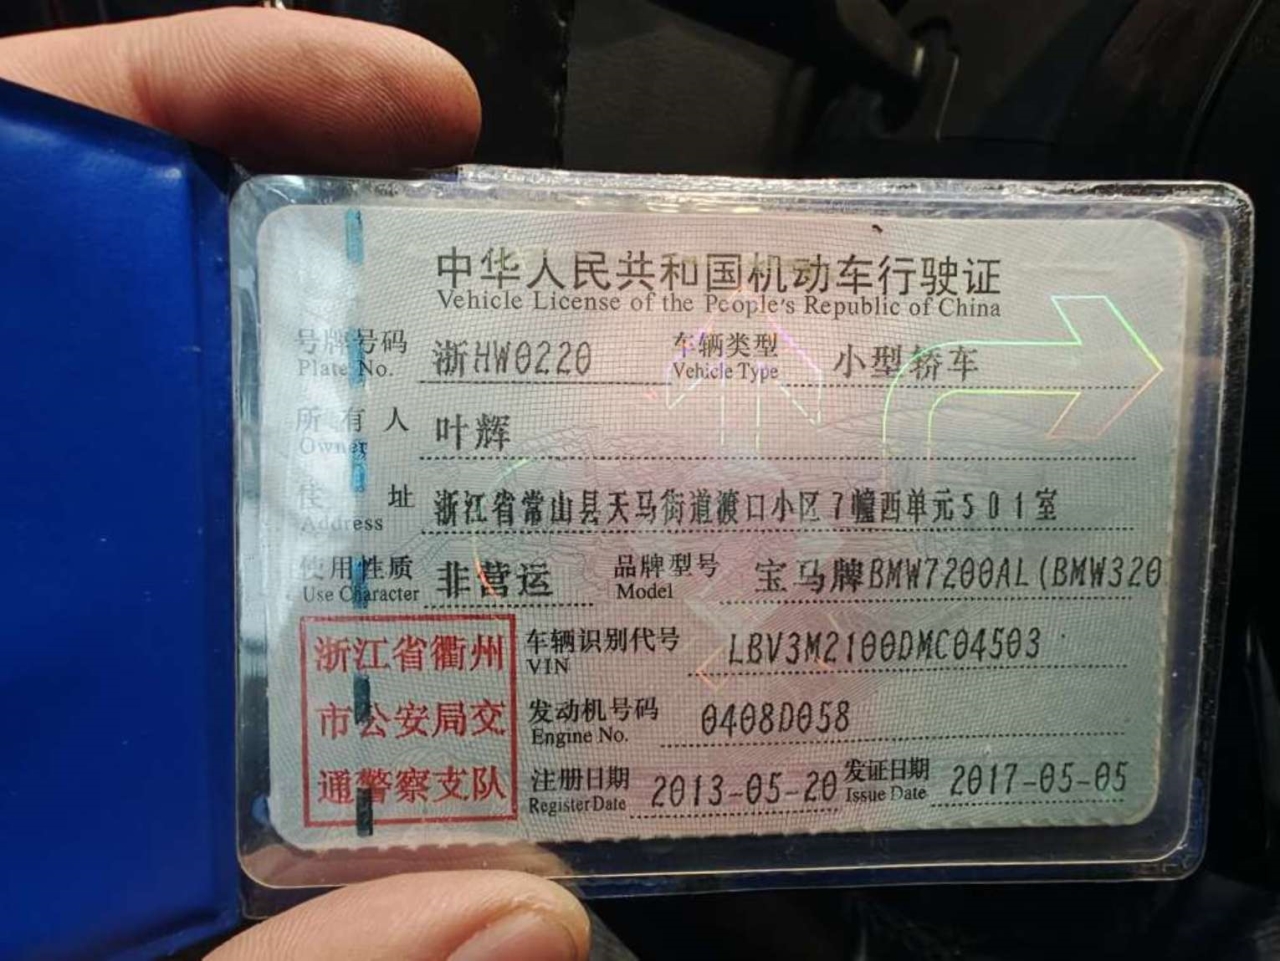 中华人民共和国机动车行驶证
Vehicle License of the People's Republic of China
号牌号码 浙HW0220 车辆类型 小型轿车
Plate No. Vehicle Type
所有人 叶辉
Owner
住址 浙江省常山县天马街道渡口小区7幢西单元501室
Address
使用性质 非营运 品牌型号 宝马牌BMW7200AL(BMW320
Use Character Model
浙江省衢州
市公安局交
通警察支队
车辆识别代号 LBV3M2100DMC04503
VIN
发动机号码 0408D058
Engine No.
注册日期 2013-05-20 发证日期 2017-05-05
Register Date Issue Date